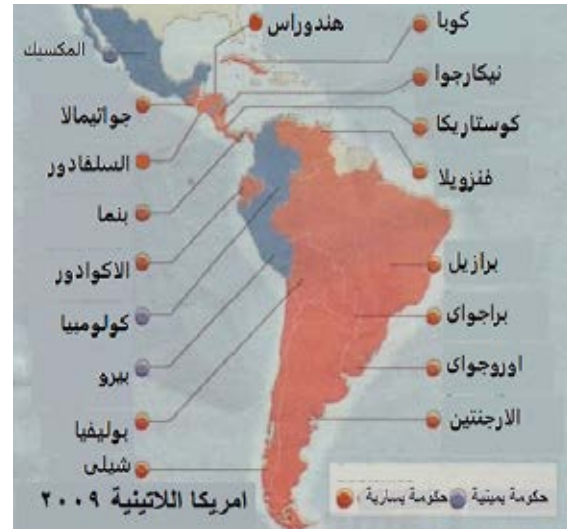 هندوراس
كوبا
المكسيك
نيكارجوا
جواتيمالا
كوستاريكا
السلفادور
فنزويلا
بنما
برازيل
الاكوادور
براجواى
كولومبيا
اوروجواى
بيرو
الارجنتين
بوليفيا
شيلى
حكومة يمينية
حكومة يسارية
امريكا اللاتينية ٢٠٠٩